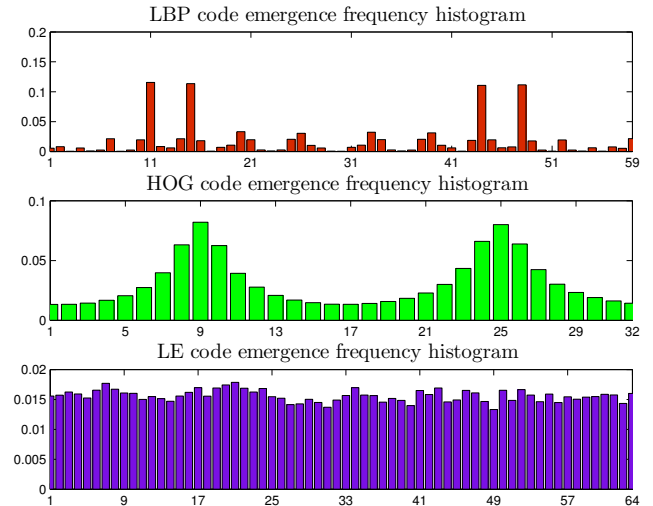 LBP code emergence frequency histogram
0.2
0.15
0.1
0.05
0
1 11 21 31 41 51 59
HOG code emergence frequency histogram
0.1
0.05
0
1 5 9 13 17 21 25 29 32
LE code emergence frequency histogram
0.02
0.015
0.01
0.005
0
1 9 17 25 33 41 49 57 64